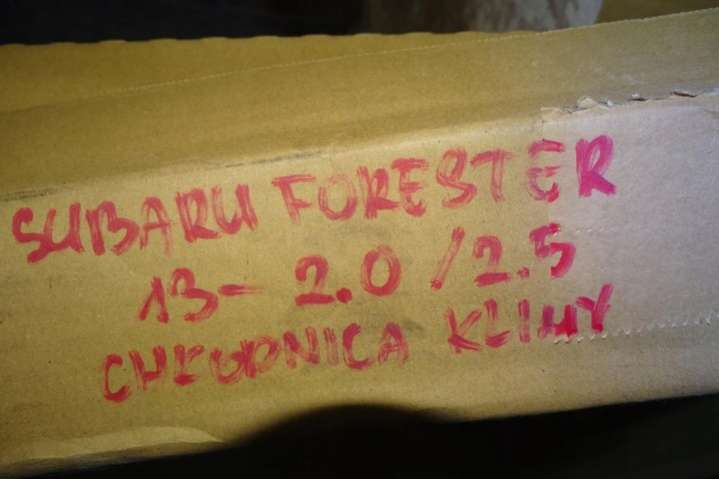 SUBARU FORESTER
13- 2.0 /2.5
CHŁODNICA KLIMY